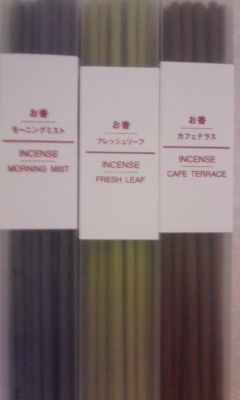 お香
モーニングミスト
INCENSE
MORNING MIST
お香
フレッシュリーフ
INCENSE
FRESH LEAF
お香
カフェテラス
INCENSE
CAFE TERRACE